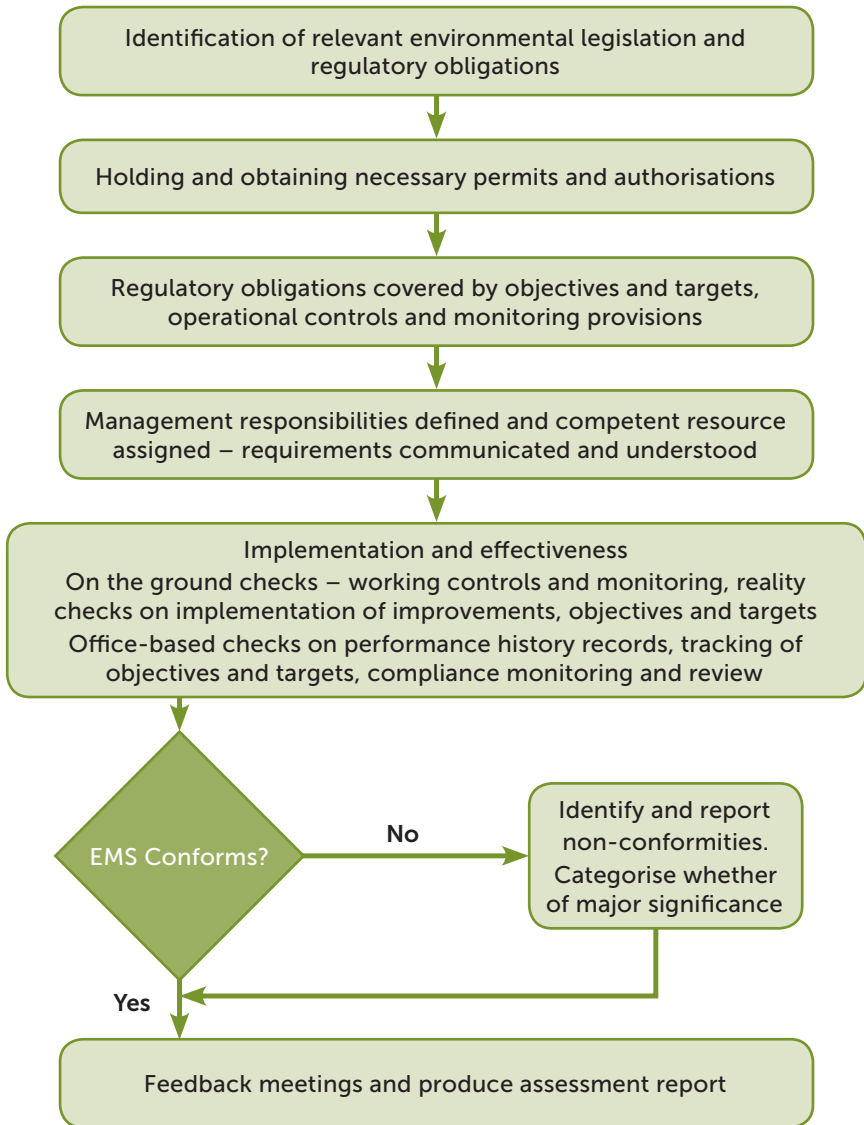 Identification of relevant environmental legislation and
regulatory obligations
Holding and obtaining necessary permits and authorisations
Regulatory obligations covered by objectives and targets,
operational controls and monitoring provisions
Management responsibilities defined and competent resource
assigned – requirements communicated and understood
Implementation and effectiveness
On the ground checks – working controls and monitoring, reality
checks on implementation of improvements, objectives and targets
Office-based checks on performance history records, tracking of
objectives and targets, compliance monitoring and review
EMS Conforms?
No
Identify and report
non-conformities.
Categorise whether
of major significance
Yes
Feedback meetings and produce assessment report